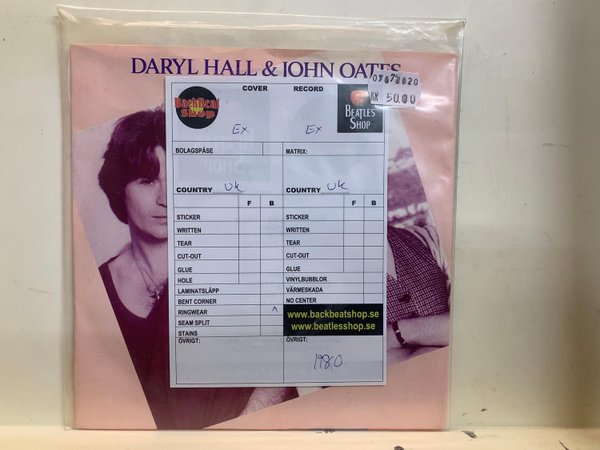 DARYL HALL & JOHN OATES
09078020
KR 50.00
BackBeat Shop
COVER
RECORD
BEATLES SHOP
EX
EX
BOLAGSPÅSE
MATRIX:
COUNTRY UK
COUNTRY UK
F B
F B
STICKER
STICKER
WRITTEN
WRITTEN
TEAR
TEAR
CUT-OUT
CUT-OUT
GLUE
GLUE
HOLE
VINYLBUBBLOR
LAMINATSLÄPP
VÄRMESKADA
BENT CORNER
NO CENTER
RINGWEAR
SEAM SPLIT
STAINS
www.backbeatshop.se
www.beatlesshop.se
ÖVRIGT:
ÖVRIGT:
1980